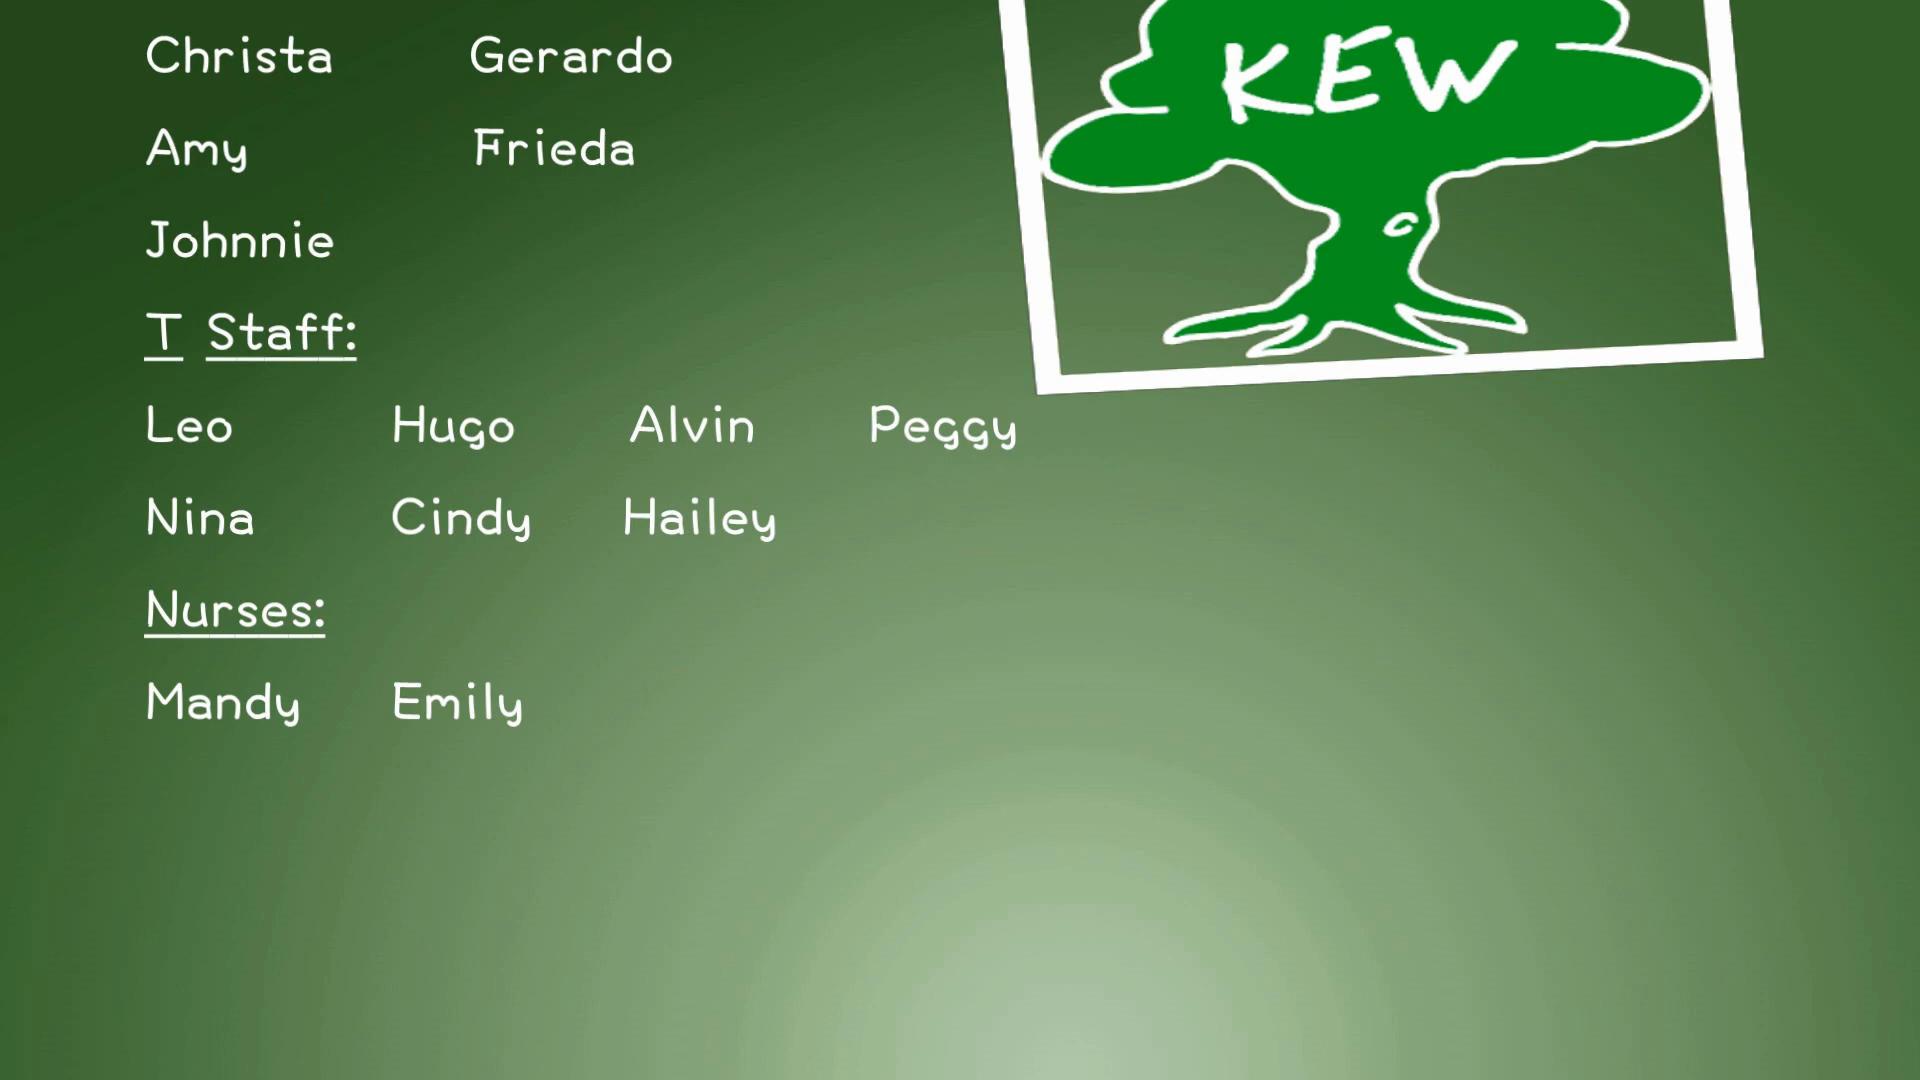 KEW
Christa Gerardo
Amy Frieda
Johnnie
T Staff:
Leo Hugo Alvin Peggy
Nina Cindy Hailey
Nurses:
Mandy Emily